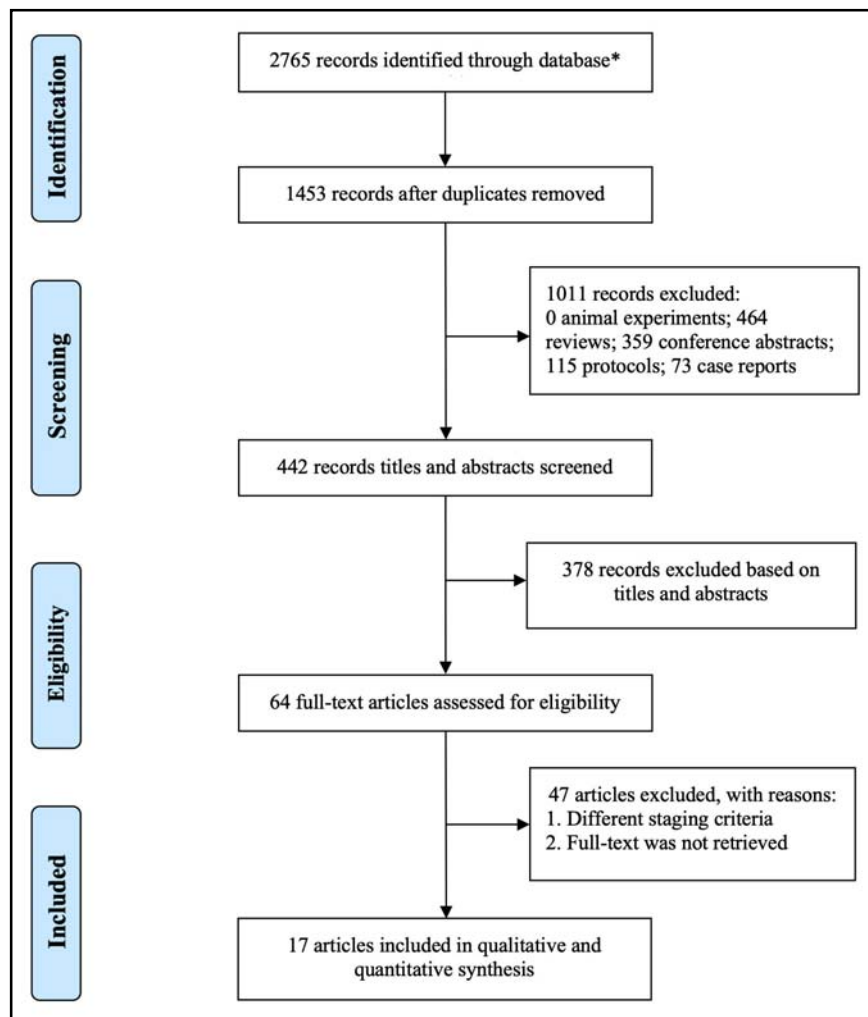 Identification
2765 records identified through database*
1453 records after duplicates removed
Screening
1011 records excluded:
0 animal experiments; 464
reviews; 359 conference abstracts;
115 protocols; 73 case reports
442 records titles and abstracts screened
Eligibility
378 records excluded based on
titles and abstracts
64 full-text articles assessed for eligibility
Included
47 articles excluded, with reasons:
1. Different staging criteria
2. Full-text was not retrieved
17 articles included in qualitative and
quantitative synthesis